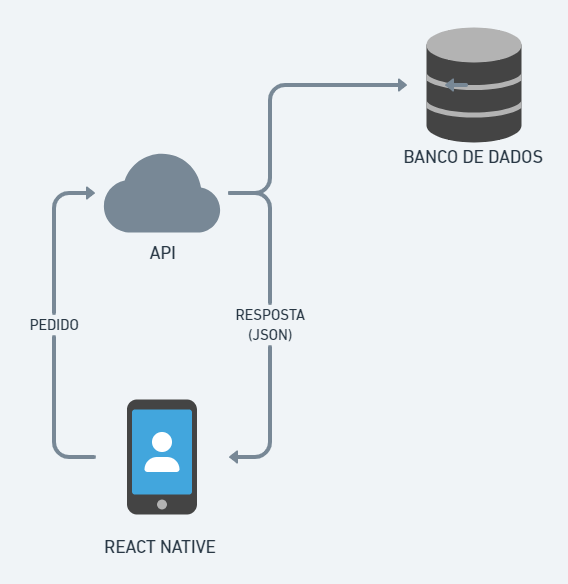 BANCO DE DADOS
API
PEDIDO
RESPOSTA
(JSON)
REACT NATIVE